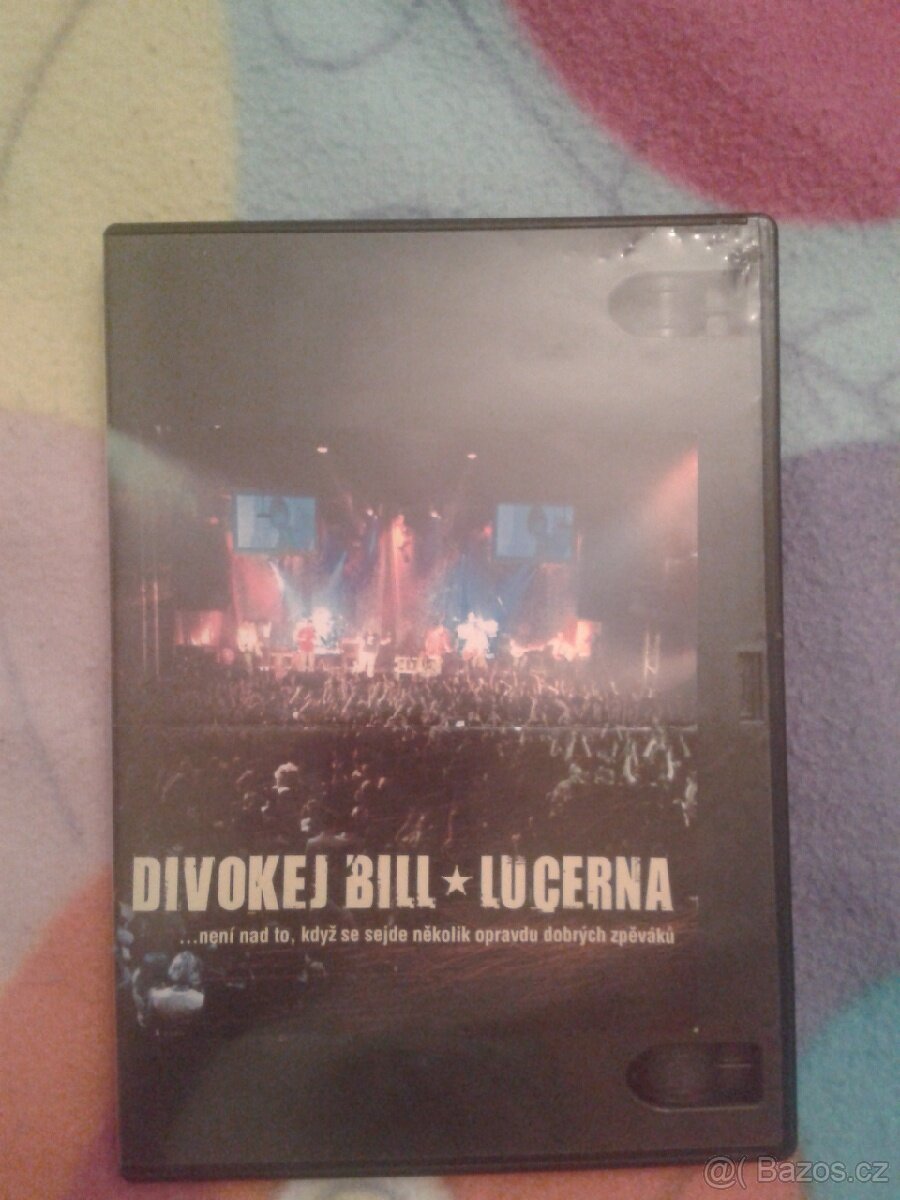 DIVOKEJ BILL ★ LUCERNA
...není nad to, když se sejde několik opravdu dobrých zpěváků
@( Bazos.cz